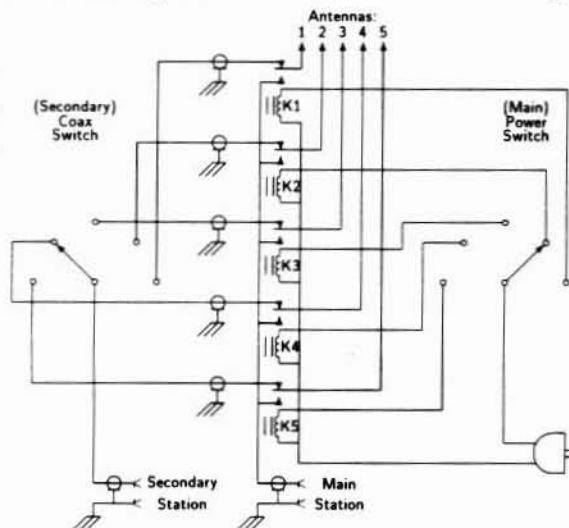 Antennas:
1 2 3 4 5
(Secondary)
Coax
Switch
(Main)
Power
Switch
K1
K2
K3
K4
K5
Secondary
Station
Main
Station